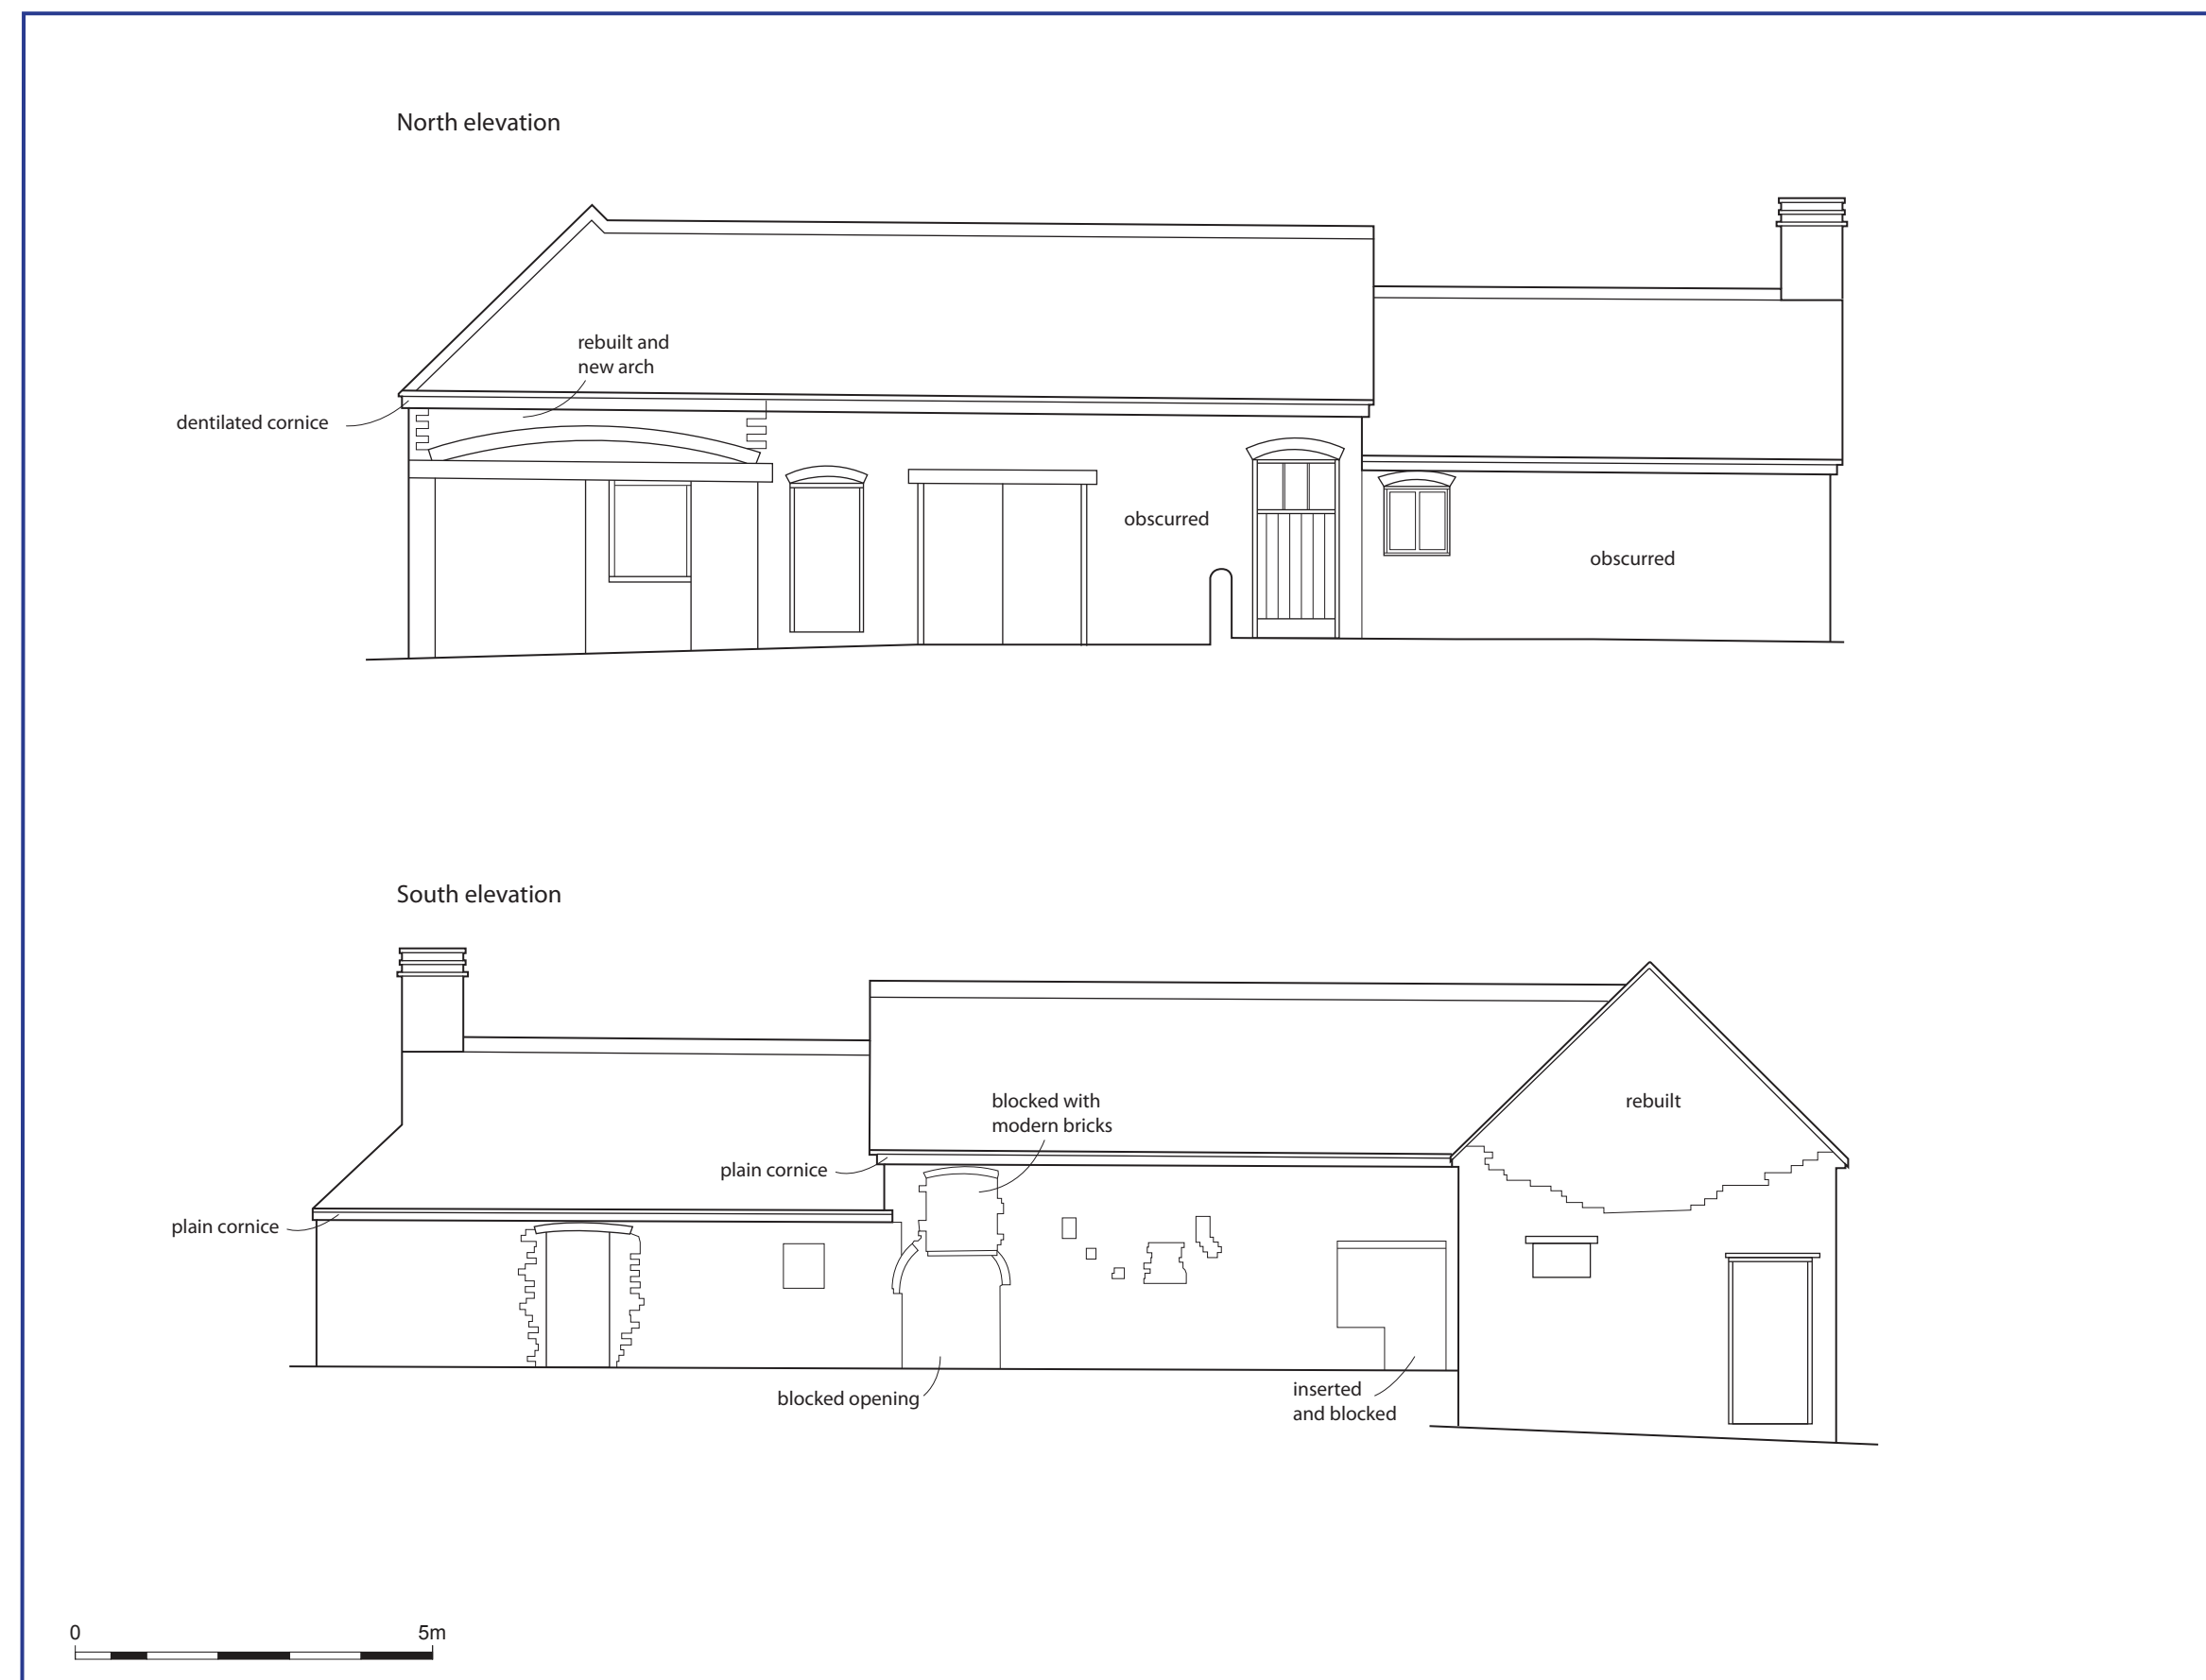 North elevation
rebuilt and
new arch
dentilated cornice
obscurred
obscurred
South elevation
blocked with
modern bricks
rebuilt
plain cornice
plain cornice
blocked opening
inserted
and blocked
0 5m